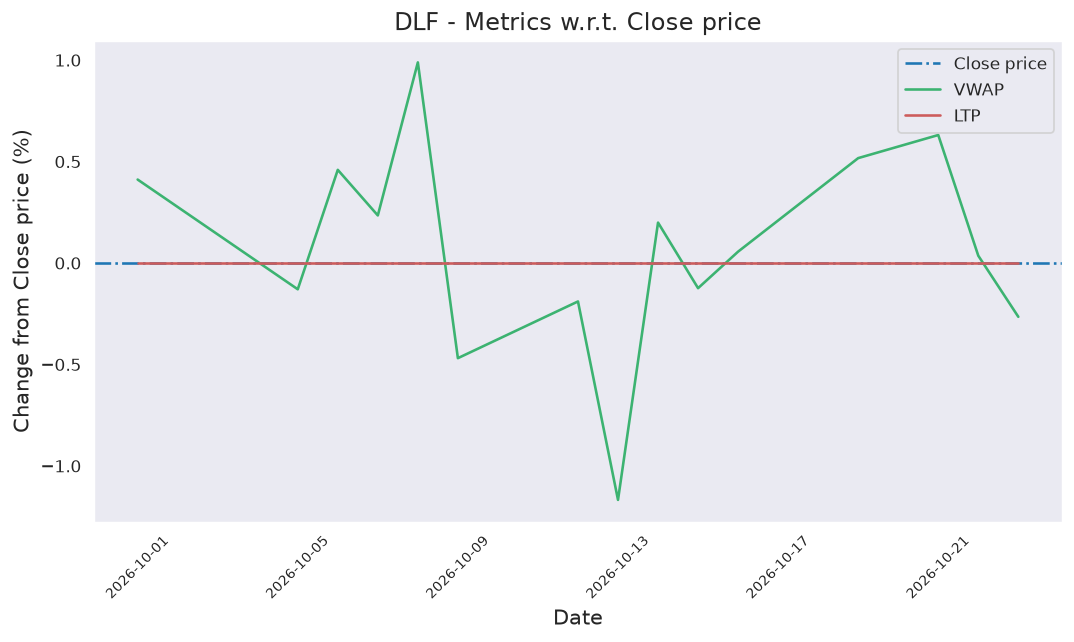 DLF - Metrics w.r.t. Close price
Close price
VWAP
LTP
1.0
0.5
0.0
−0.5
−1.0
Change from Close price (%)
2026-10-01
2026-10-05
2026-10-09
2026-10-13
2026-10-17
2026-10-21
Date